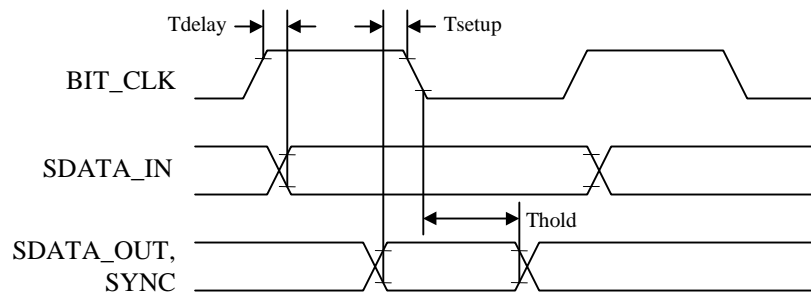 Tdelay
Tsetup
BIT_CLK
SDATA_IN
Thold
SDATA_OUT,
SYNC